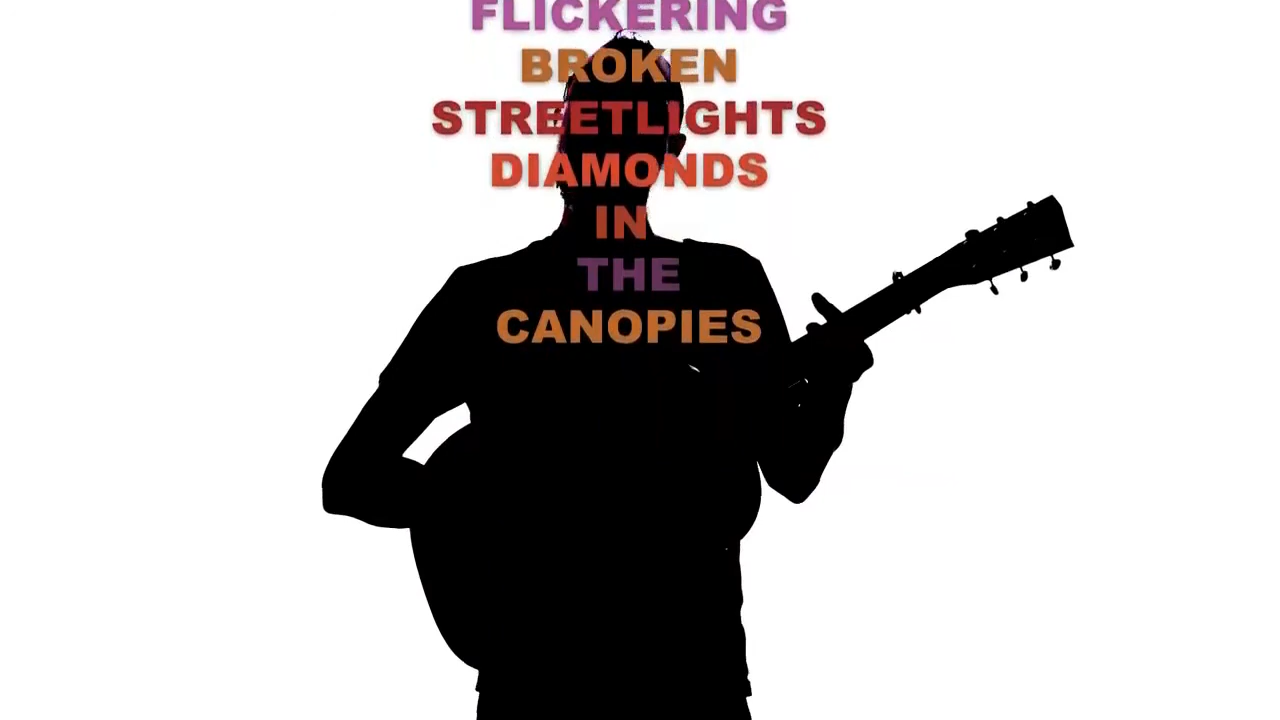 FLICKERING
BROKEN
STREETLIGHTS
DIAMONDS
IN
THE
CANOPIES